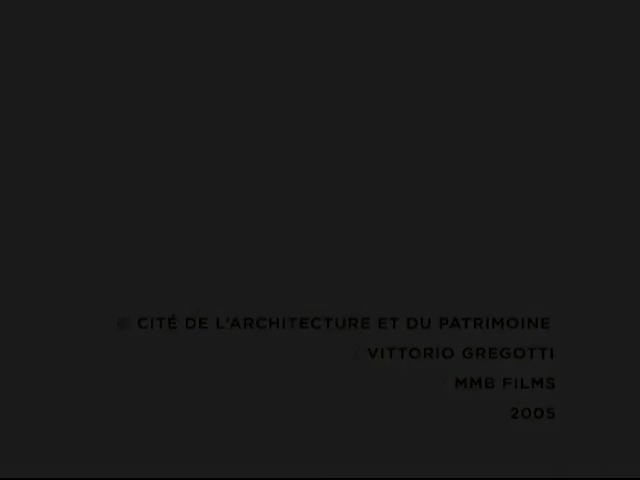 © CITÉ DE L'ARCHITECTURE ET DU PATRIMOINE
VITTORIO GREGOTTI
MMB FILMS
2005